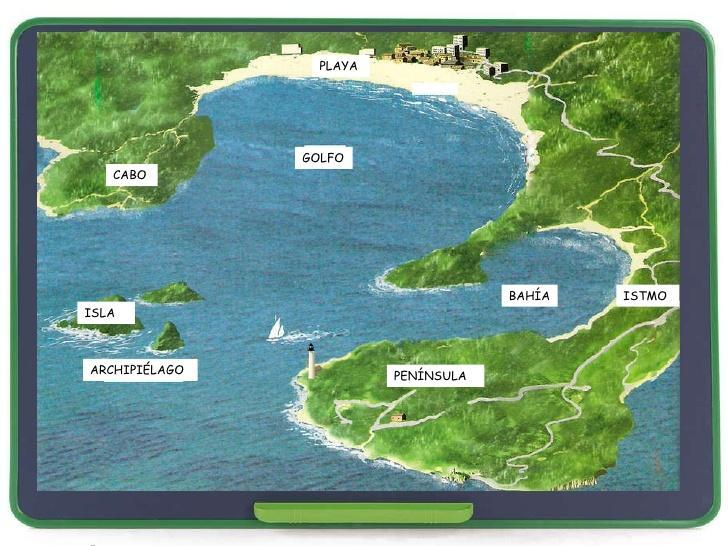 PLAYA
GOLFO
CABO
BAHÍA
ISTMO
ISLA
ARCHIPIÉLAGO
PENÍNSULA